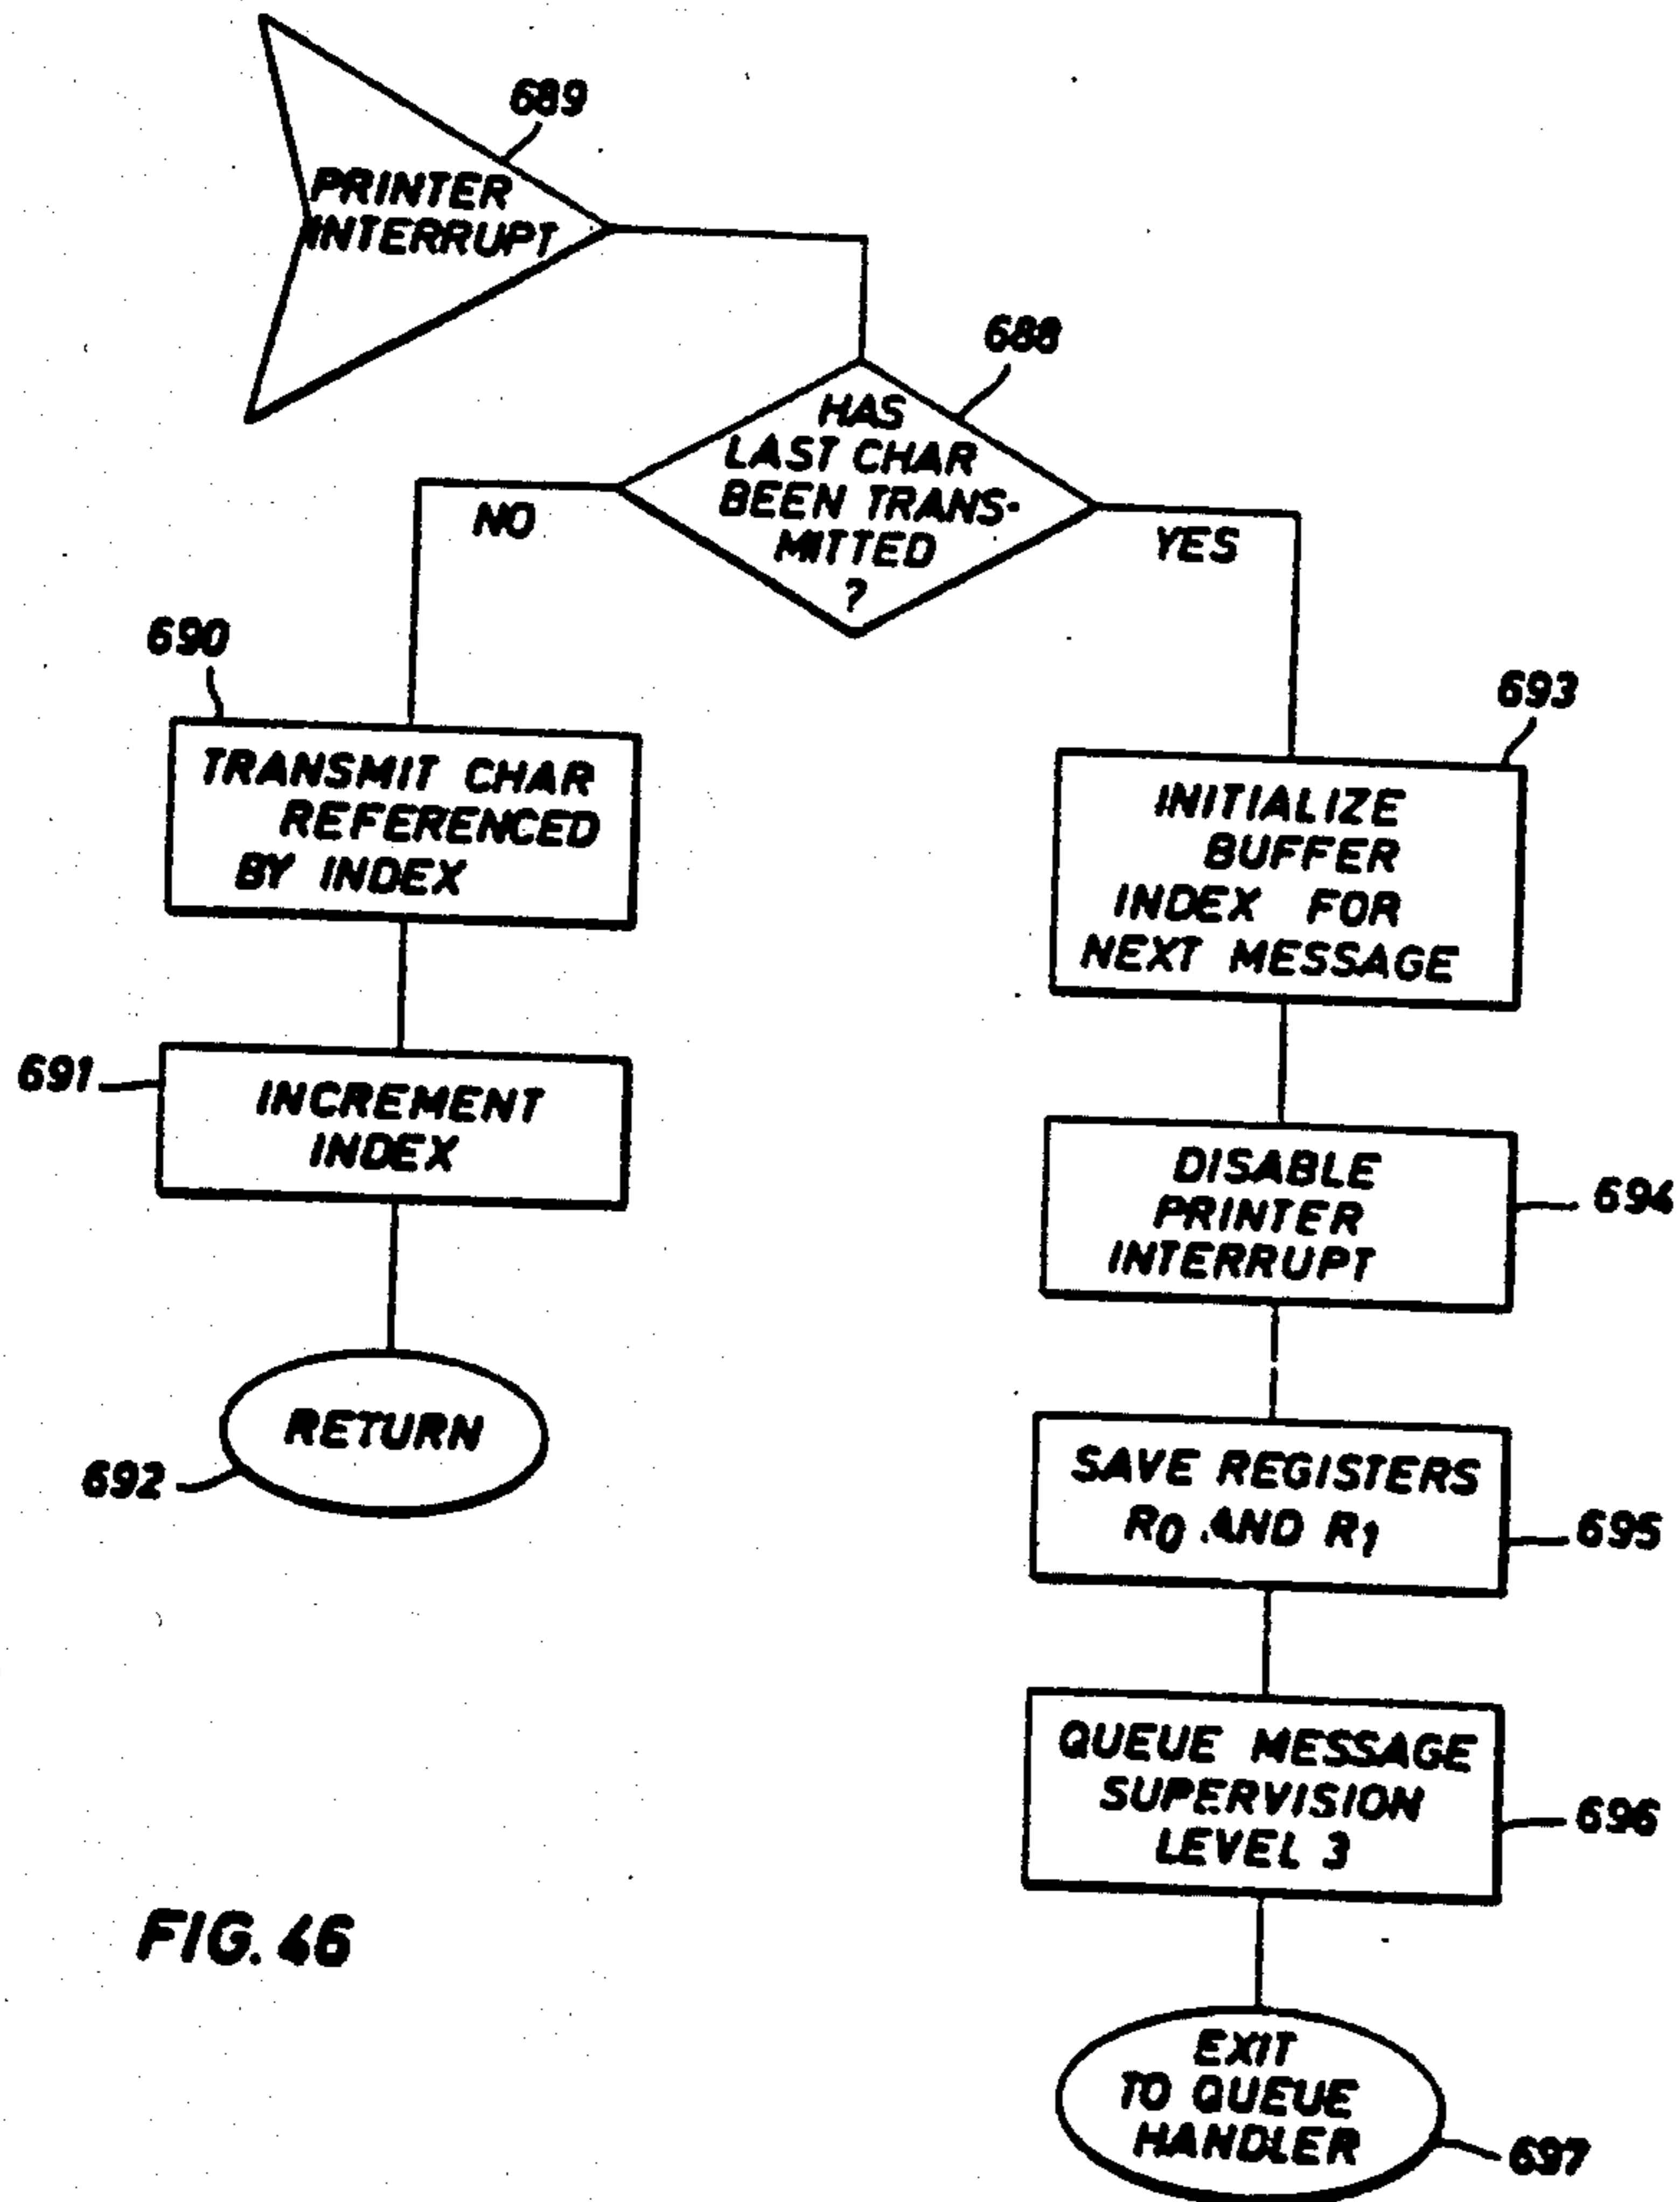 689
PRINTER
INTERRUPT
688
HAS
LAST CHAR
BEEN TRANS-
MITTED
?
NO
YES
690
TRANSMIT CHAR
REFERENCED
BY INDEX
693
INITIALIZE
BUFFER
INDEX FOR
NEXT MESSAGE
691
INCREMENT
INDEX
DISABLE
PRINTER
INTERRUPT
694
RETURN
692
SAVE REGISTERS
R0 AND R1
695
QUEUE MESSAGE
SUPERVISION
LEVEL 3
696
FIG. 46
EXIT
TO QUEUE
HANDLER
697